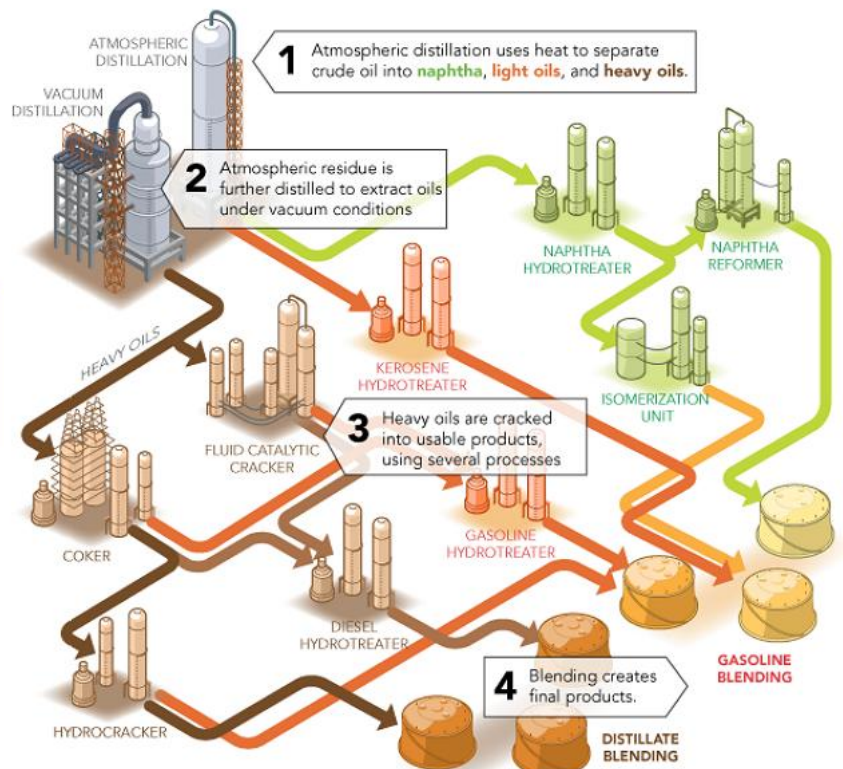 ATMOSPHERIC
DISTILLATION
1
Atmospheric distillation uses heat to separate
crude oil into naphtha, light oils, and heavy oils.
VACUUM
DISTILLATION
2
Atmospheric residue is
further distilled to extract oils
under vacuum conditions
NAPHTHA
HYDROTREATER
NAPHTHA
REFORMER
HEAVY OILS
KEROSENE
HYDROTREATER
ISOMERIZATION
UNIT
FLUID CATALYTIC
CRACKER
3
Heavy oils are cracked
into usable products,
using several processes
COKER
GASOLINE
HYDROTREATER
DIESEL
HYDROTREATER
GASOLINE
BLENDING
4
Blending creates
final products.
HYDROCRACKER
DISTILLATE
BLENDING